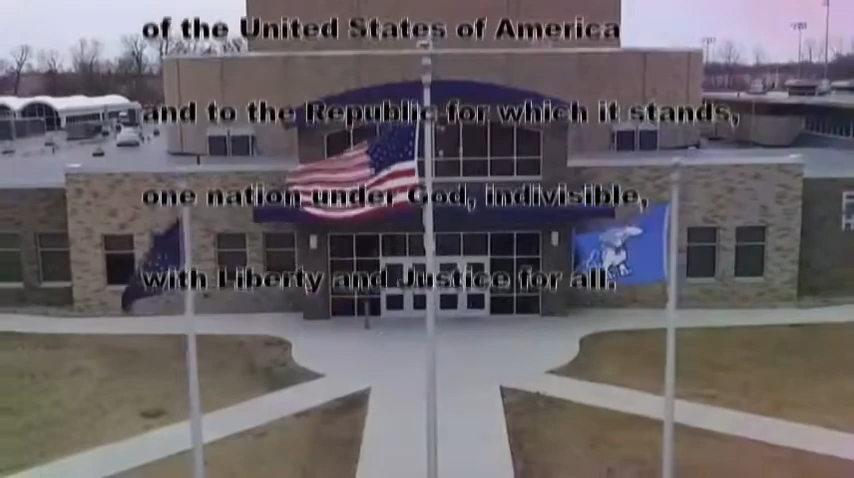 of the United States of America
and to the Republic for which it stands,
one nation under God, indivisible,
with Liberty and Justice for all.